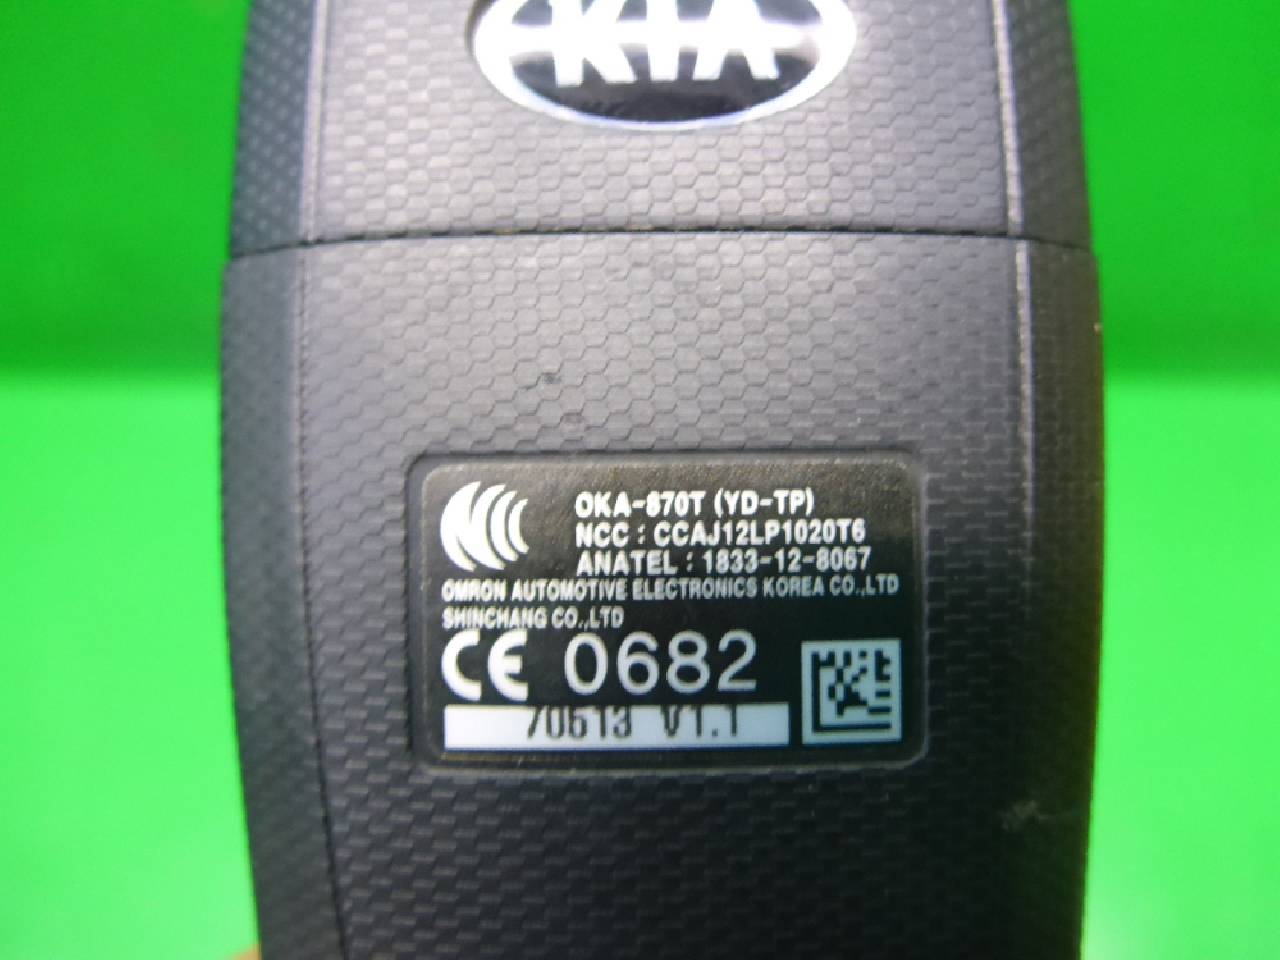 KIA
OKA-870T (YD-TP)
NCC : CCAJ12LP1020T6
ANATEL : 1833-12-8067
OMRON AUTOMOTIVE ELECTRONICS KOREA CO.,LTD
SHINCHANG CO.,LTD
CE 0682
V1.1